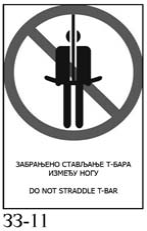 ЗАБРАЊЕНО СТАВЉАЊЕ Т-БАРА
ИЗМЕЂУ НОГУ
DO NOT STRADDLE T-BAR
33-11